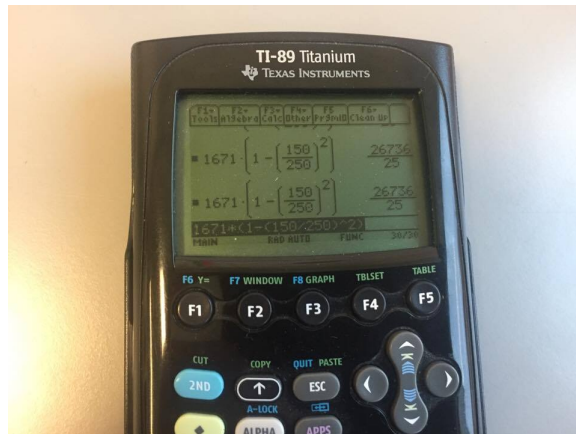 TI-89 Titanium
TEXAS INSTRUMENTS
F1 F2 F3 F4 F5 F6
Tools Algebra Calc Other PrgmIO Clean Up
1671·(1-(150/250)^2) 26736/25
1671·(1-(150/250)^2) 26736/25
1671*(1-(150/250)^2)
MAIN RAD AUTO FUNC 30/30
F6 Y= F7 WINDOW F8 GRAPH TBLSET TABLE
F1 F2 F3 F4 F5
CUT COPY QUIT PASTE
2ND ↑ ESC
A-LOCK
ALPHA APPS